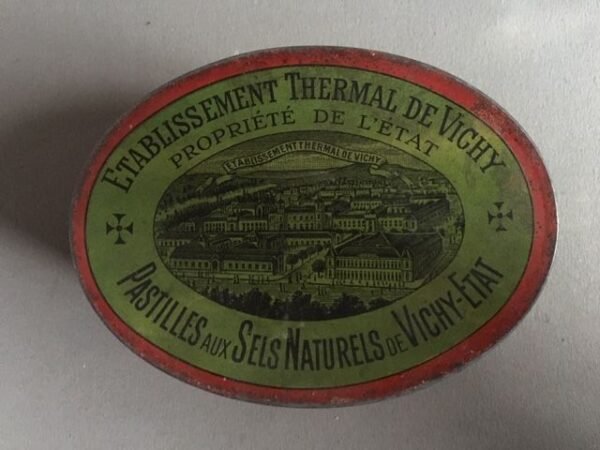 ETABLISSEMENT THERMAL DE VICHY
PROPRIÉTÉ DE L'ÉTAT
ETABLISSEMENT THERMAL DE VICHY
PASTILLES AUX SELS NATURELS DE VICHY-ETAT